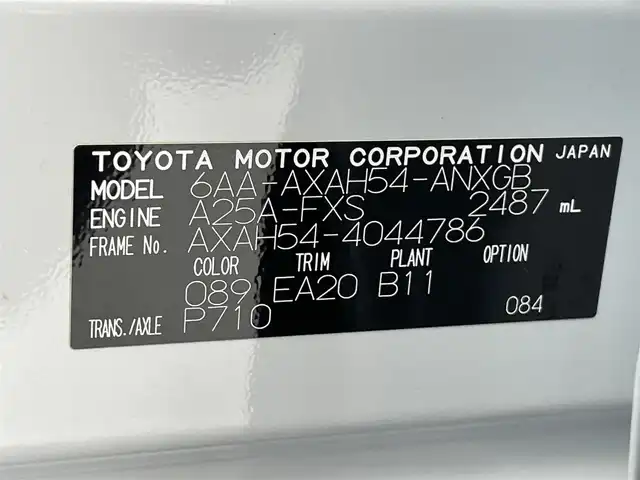 TOYOTA MOTOR CORPORATION JAPAN
MODEL 6AA-AXAH54-ANXGB
ENGINE A25A-FXS 2487 mL
FRAME No. AXAH54-4044786
COLOR TRIM PLANT OPTION
089 EA20 B11
TRANS./AXLE P710 084